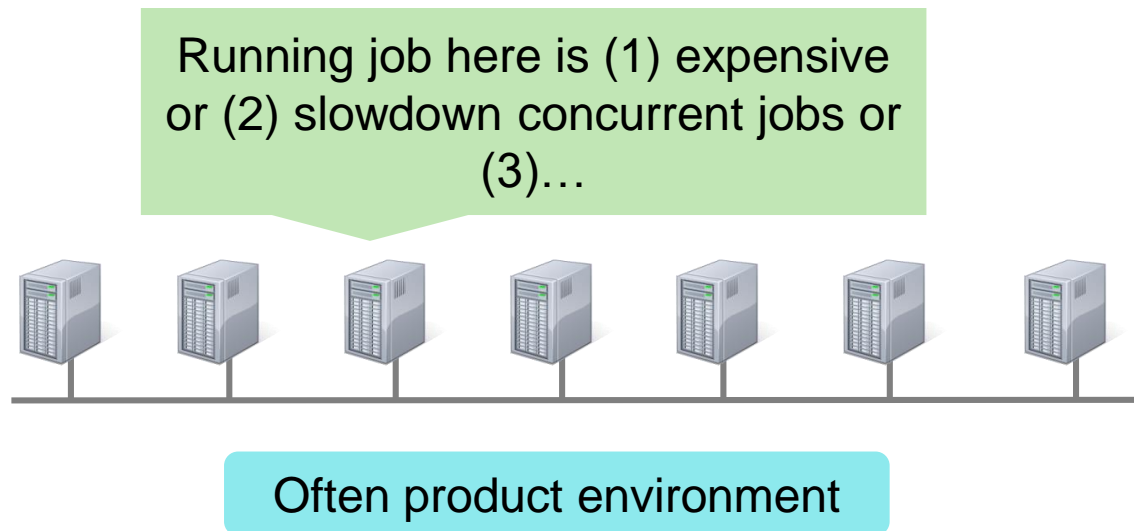 Running job here is (1) expensive
or (2) slowdown concurrent jobs or
(3)…
Often product environment